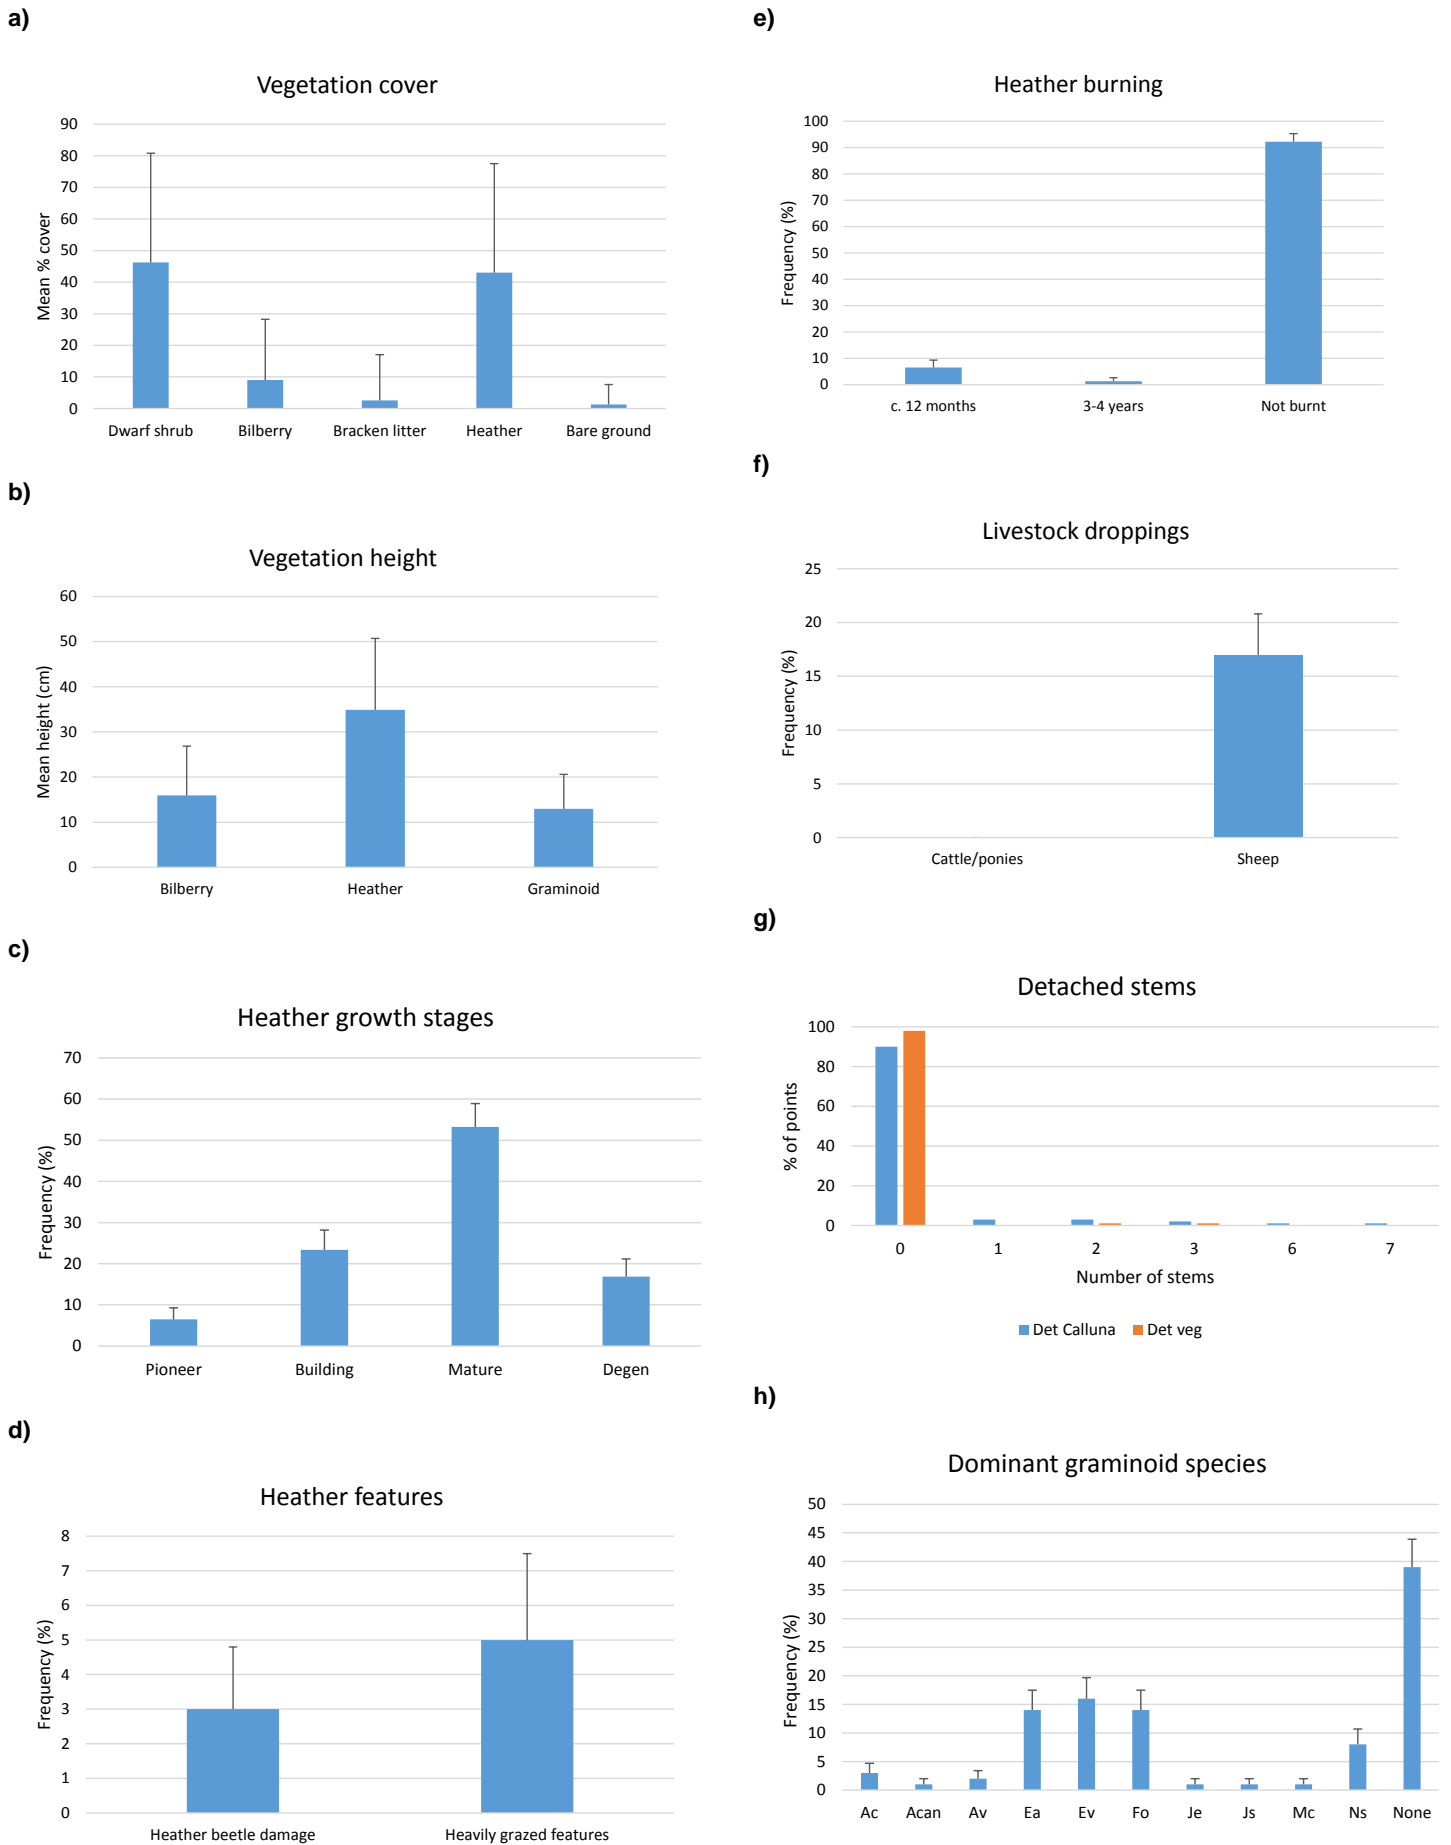 a)
Vegetation cover
Mean % cover
90
80
70
60
50
40
30
20
10
0
Dwarf shrub Bilberry Bracken litter Heather Bare ground
b)
Vegetation height
Mean height (cm)
60
50
40
30
20
10
0
Bilberry Heather Graminoid
c)
Heather growth stages
Frequency (%)
70
60
50
40
30
20
10
0
Pioneer Building Mature Degen
d)
Heather features
Frequency (%)
8
7
6
5
4
3
2
1
0
Heather beetle damage Heavily grazed features
e)
Heather burning
Frequency (%)
100
90
80
70
60
50
40
30
20
10
0
c. 12 months 3-4 years Not burnt
f)
Livestock droppings
Frequency (%)
25
20
15
10
5
0
Cattle/ponies Sheep
g)
Detached stems
% of points
100
80
60
40
20
0
0 1 2 3 6 7
Number of stems
Det Calluna Det veg
h)
Dominant graminoid species
Frequency (%)
50
45
40
35
30
25
20
15
10
5
0
Ac Acan Av Ea Ev Fo Je Js Mc Ns None